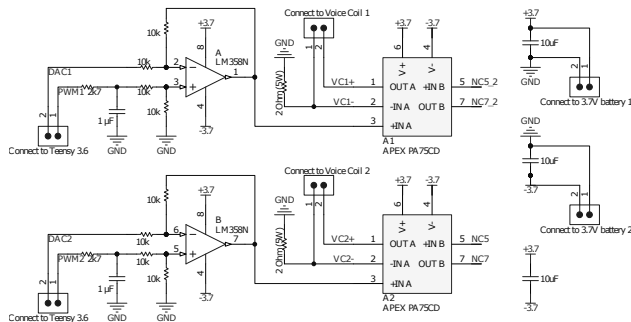 10k
+3.7
Connect to Voice Coil 1
+3.7
-3.7
+3.7
A
LM358N
GND
10uF
DAC1
10k
2
1
8
2
1
6
4
PWM1 2k7
10k
3
4
V+
V-
GND
VC1+
1
OUT A
+IN B
5
NC5_2
2
1
2 1
1 µF
10k
-3.7
2 Ohm (5W)
VC1-
2
-IN A
OUT B
7
NC7_2
Connect to 3.7V battery 1
Connect to Teensy 3.6
GND
GND
3
+IN A
A1
APEX PA75CD
GND
10k
+3.7
Connect to Voice Coil 2
+3.7
-3.7
10uF
B
LM358N
GND
-3.7
2
1
DAC2
10k
6
7
8
2
1
6
4
Connect to 3.7V battery 2
PWM2 2k7
10k
5
4
V+
V-
VC2+
1
OUT A
+IN B
5
NC5
+3.7
2 1
1 µF
10k
-3.7
2 Ohm (5W)
VC2-
2
-IN A
OUT B
7
NC7
10uF
Connect to Teensy 3.6
GND
GND
3
+IN A
-3.7
A2
APEX PA75CD